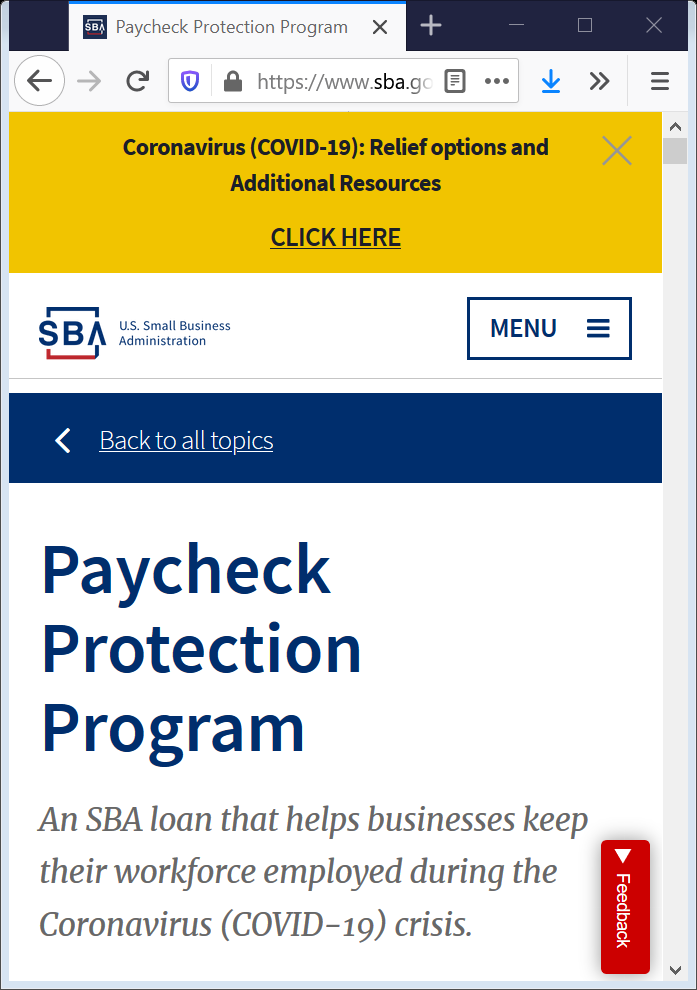 SBA
Paycheck Protection Program
https://www.sba.go
Coronavirus (COVID-19): Relief options and
Additional Resources
CLICK HERE
SBA
U.S. Small Business
Administration
MENU
Back to all topics
Paycheck
Protection
Program
An SBA loan that helps businesses keep
their workforce employed during the
Coronavirus (COVID-19) crisis.
Feedback